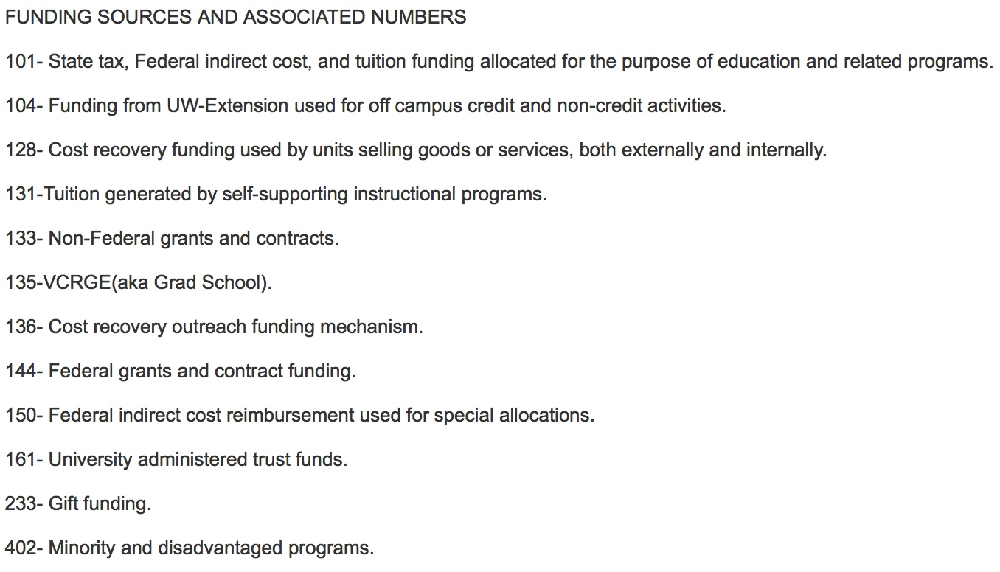 FUNDING SOURCES AND ASSOCIATED NUMBERS
101- State tax, Federal indirect cost, and tuition funding allocated for the purpose of education and related programs.
104- Funding from UW-Extension used for off campus credit and non-credit activities.
128- Cost recovery funding used by units selling goods or services, both externally and internally.
131-Tuition generated by self-supporting instructional programs.
133- Non-Federal grants and contracts.
135-VCRGE(aka Grad School).
136- Cost recovery outreach funding mechanism.
144- Federal grants and contract funding.
150- Federal indirect cost reimbursement used for special allocations.
161- University administered trust funds.
233- Gift funding.
402- Minority and disadvantaged programs.